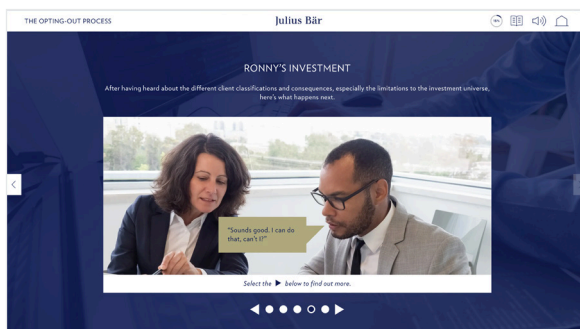 THE OPTING-OUT PROCESS
Julius Bär
RONNY'S INVESTMENT
After having heard about the different client classifications and consequences, especially the limitations to the investment universe,
here's what happens next.
"Sounds good. I can do
that, can't I?"
Select the ▶ below to find out more.